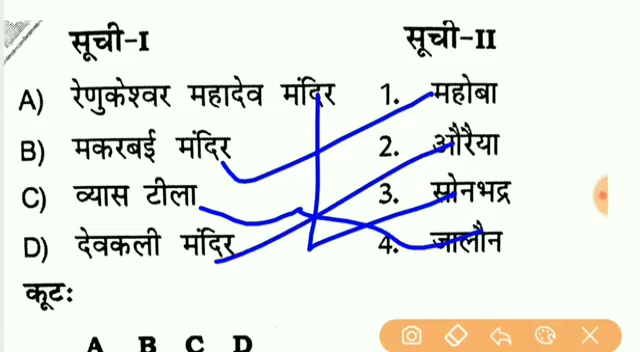 सूची-I सूची-II
A) रेणुकेश्वर महादेव मंदिर 1. महोबा
B) मकरबई मंदिर 2. औरैया
C) व्यास टीला 3. सोनभद्र
D) देवकली मंदिर 4. जालौन
कूट:
A B C D